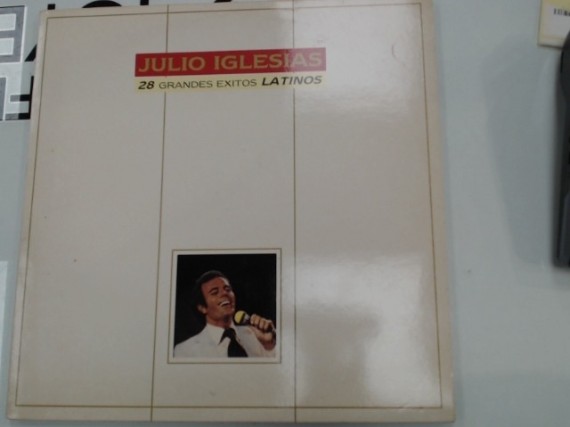 JULIO IGLESIAS
28 GRANDES EXITOS LATINOS